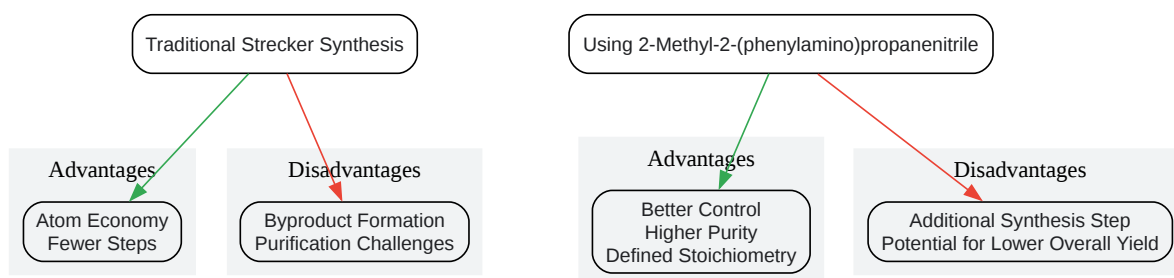 Traditional Strecker Synthesis
Using 2-Methyl-2-(phenylamino)propanenitrile
Advantages
Disadvantages
Advantages
Disadvantages
Atom Economy
Fewer Steps
Byproduct Formation
Purification Challenges
Better Control
Higher Purity
Defined Stoichiometry
Additional Synthesis Step
Potential for Lower Overall Yield